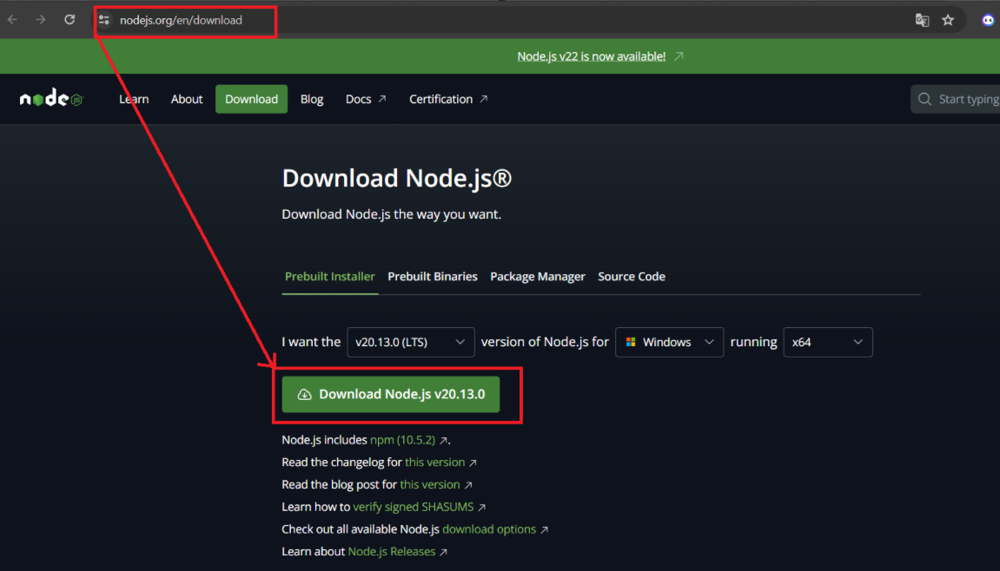 nodejs.org/en/download
Node.js v22 is now available!
node Learn About Download Blog Docs Certification Start typing
Download Node.js®
Download Node.js the way you want.
Prebuilt Installer Prebuilt Binaries Package Manager Source Code
I want the v20.13.0 (LTS) version of Node.js for Windows running x64
Download Node.js v20.13.0
Node.js includes npm (10.5.2) ↗.
Read the changelog for this version ↗
Read the blog post for this version ↗
Learn how to verify signed SHASUMS ↗
Check out all available Node.js download options ↗
Learn about Node.js Releases ↗